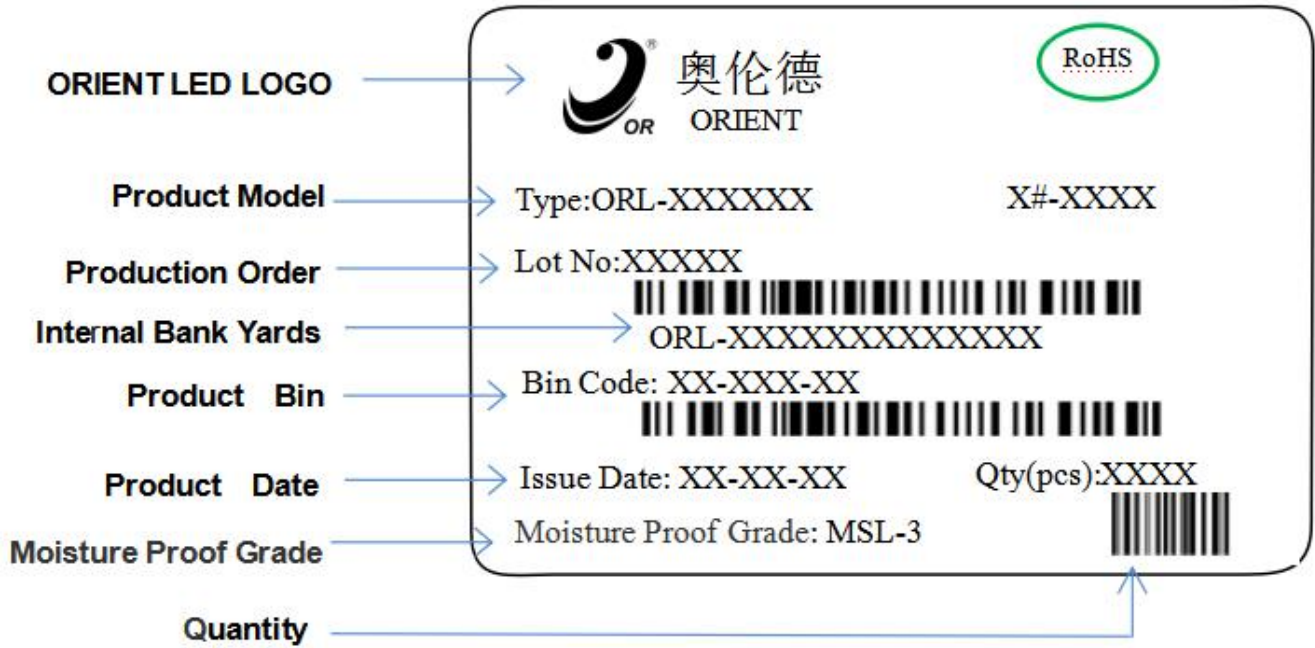 ORIENT LED LOGO
奥伦德
ORIENT
®
OR
RoHS
Product Model
Type:ORL-XXXXXX
X#-XXXX
Production Order
Lot No:XXXXX
Internal Bank Yards
ORL-XXXXXXXXXXXXX
Product Bin
Bin Code: XX-XXX-XX
Product Date
Issue Date: XX-XX-XX
Qty(pcs):XXXX
Moisture Proof Grade
Moisture Proof Grade: MSL-3
Quantity